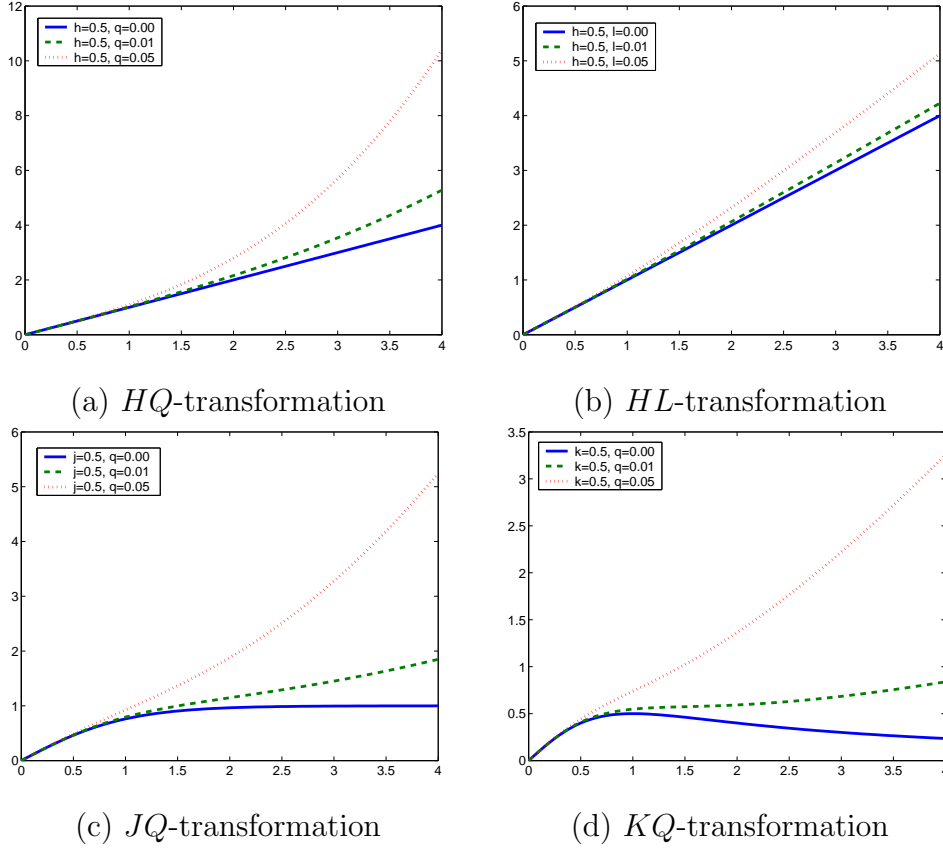 12
10
8
6
4
2
0
0 0.5 1 1.5 2 2.5 3 3.5 4
h=0.5, q=0.00
h=0.5, q=0.01
h=0.5, q=0.05
(a) HQ-transformation
6
5
4
3
2
1
0
0 0.5 1 1.5 2 2.5 3 3.5 4
h=0.5, l=0.00
h=0.5, l=0.01
h=0.5, l=0.05
(b) HL-transformation
6
5
4
3
2
1
0
0 0.5 1 1.5 2 2.5 3 3.5 4
j=0.5, q=0.00
j=0.5, q=0.01
j=0.5, q=0.05
(c) JQ-transformation
3.5
3
2.5
2
1.5
1
0.5
0
0 0.5 1 1.5 2 2.5 3 3.5 4
k=0.5, q=0.00
k=0.5, q=0.01
k=0.5, q=0.05
(d) KQ-transformation